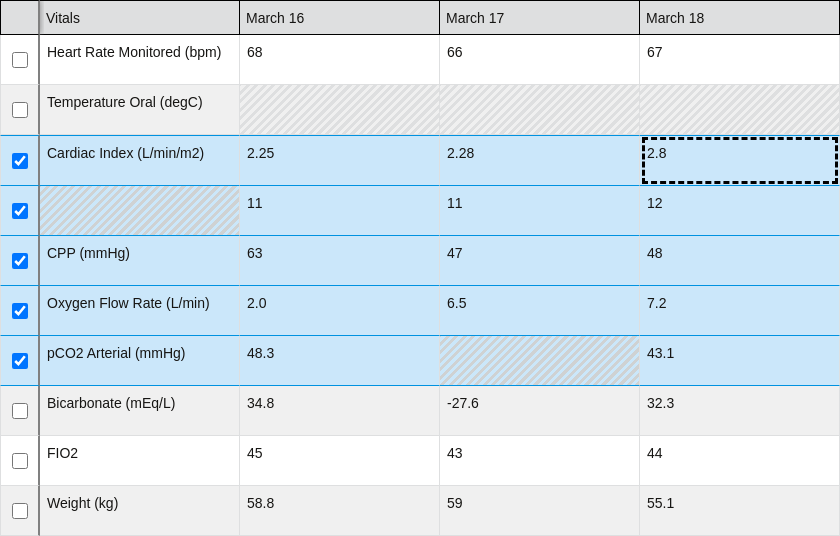 Vitals March 16 March 17 March 18
Heart Rate Monitored (bpm) 68 66 67
Temperature Oral (degC)
Cardiac Index (L/min/m2) 2.25 2.28 2.8
11 11 12
CPP (mmHg) 63 47 48
Oxygen Flow Rate (L/min) 2.0 6.5 7.2
pCO2 Arterial (mmHg) 48.3 43.1
Bicarbonate (mEq/L) 34.8 -27.6 32.3
FIO2 45 43 44
Weight (kg) 58.8 59 55.1